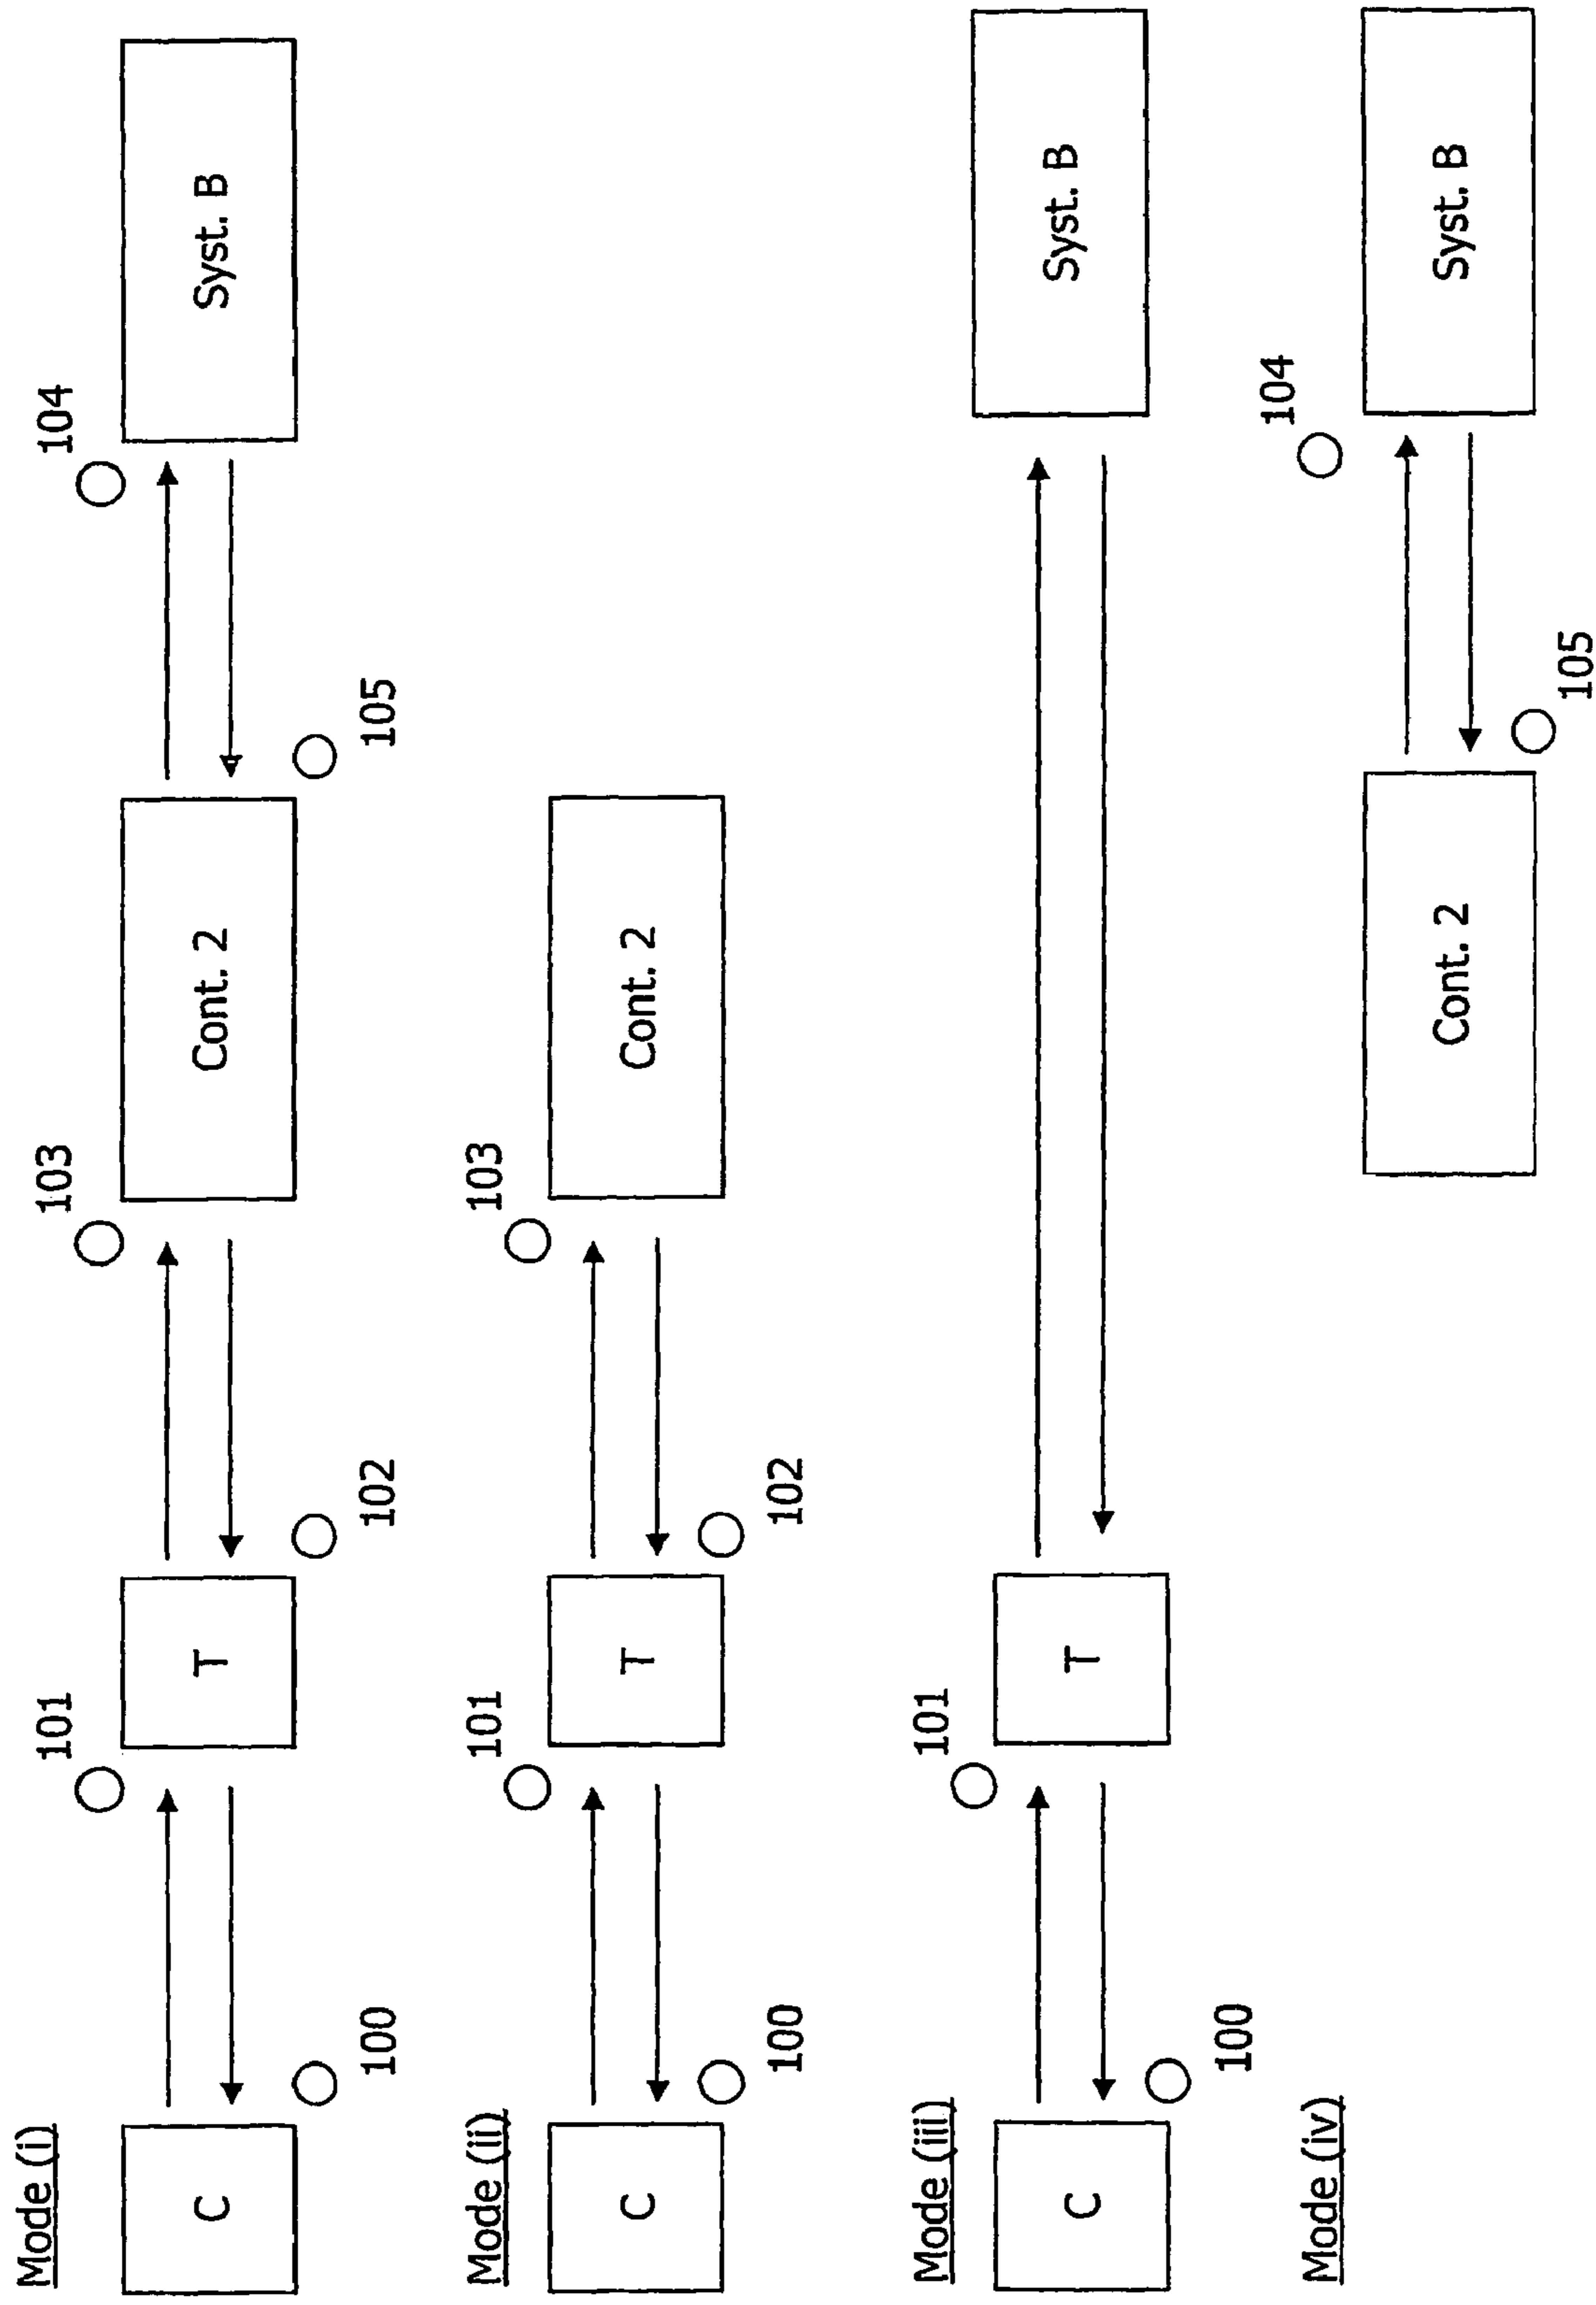 Mode (i)
101
103
104
C
T
Cont. 2
Syst. B
100
102
105
Mode (ii)
101
103
C
T
Cont. 2
100
102
Mode (iii)
101
C
T
Syst. B
100
Mode (iv)
104
Cont. 2
Syst. B
105